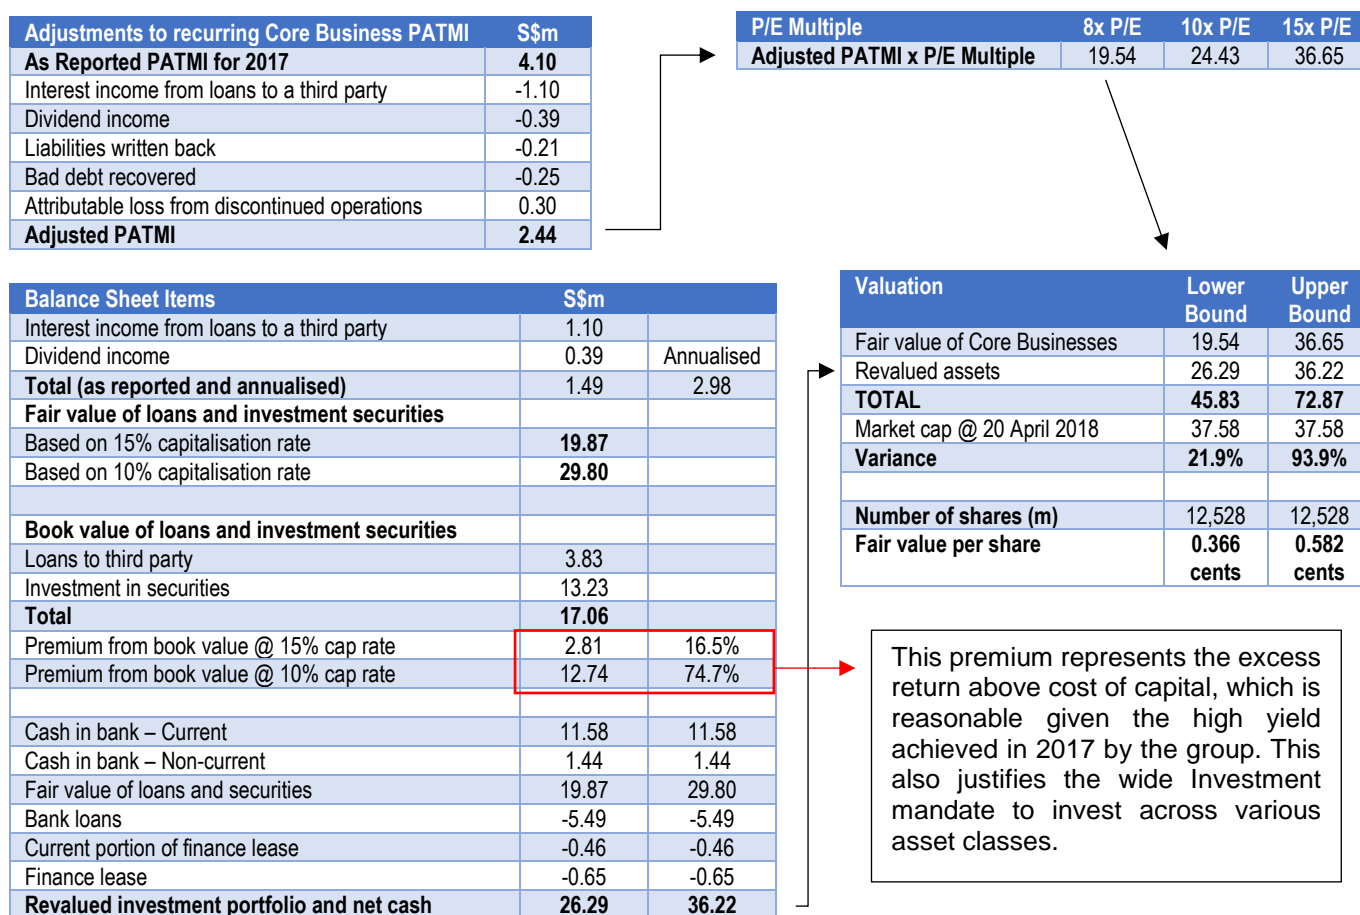 Adjustments to recurring Core Business PATMI S$m
As Reported PATMI for 2017 4.10
Interest income from loans to a third party -1.10
Dividend income -0.39
Liabilities written back -0.21
Bad debt recovered -0.25
Attributable loss from discontinued operations 0.30
Adjusted PATMI 2.44
P/E Multiple 8x P/E 10x P/E 15x P/E
Adjusted PATMI x P/E Multiple 19.54 24.43 36.65
Balance Sheet Items S$m
Interest income from loans to a third party 1.10
Dividend income 0.39 Annualised
Total (as reported and annualised) 1.49 2.98
Fair value of loans and investment securities
Based on 15% capitalisation rate 19.87
Based on 10% capitalisation rate 29.80
Book value of loans and investment securities
Loans to third party 3.83
Investment in securities 13.23
Total 17.06
Premium from book value @ 15% cap rate 2.81 16.5%
Premium from book value @ 10% cap rate 12.74 74.7%
Cash in bank – Current 11.58 11.58
Cash in bank – Non-current 1.44 1.44
Fair value of loans and securities 19.87 29.80
Bank loans -5.49 -5.49
Current portion of finance lease -0.46 -0.46
Finance lease -0.65 -0.65
Revalued investment portfolio and net cash 26.29 36.22
Valuation Lower Upper
Bound Bound
Fair value of Core Businesses 19.54 36.65
Revalued assets 26.29 36.22
TOTAL 45.83 72.87
Market cap @ 20 April 2018 37.58 37.58
Variance 21.9% 93.9%
Number of shares (m) 12,528 12,528
Fair value per share 0.366 0.582
cents cents
This premium represents the excess
return above cost of capital, which is
reasonable given the high yield
achieved in 2017 by the group. This
also justifies the wide Investment
mandate to invest across various
asset classes.